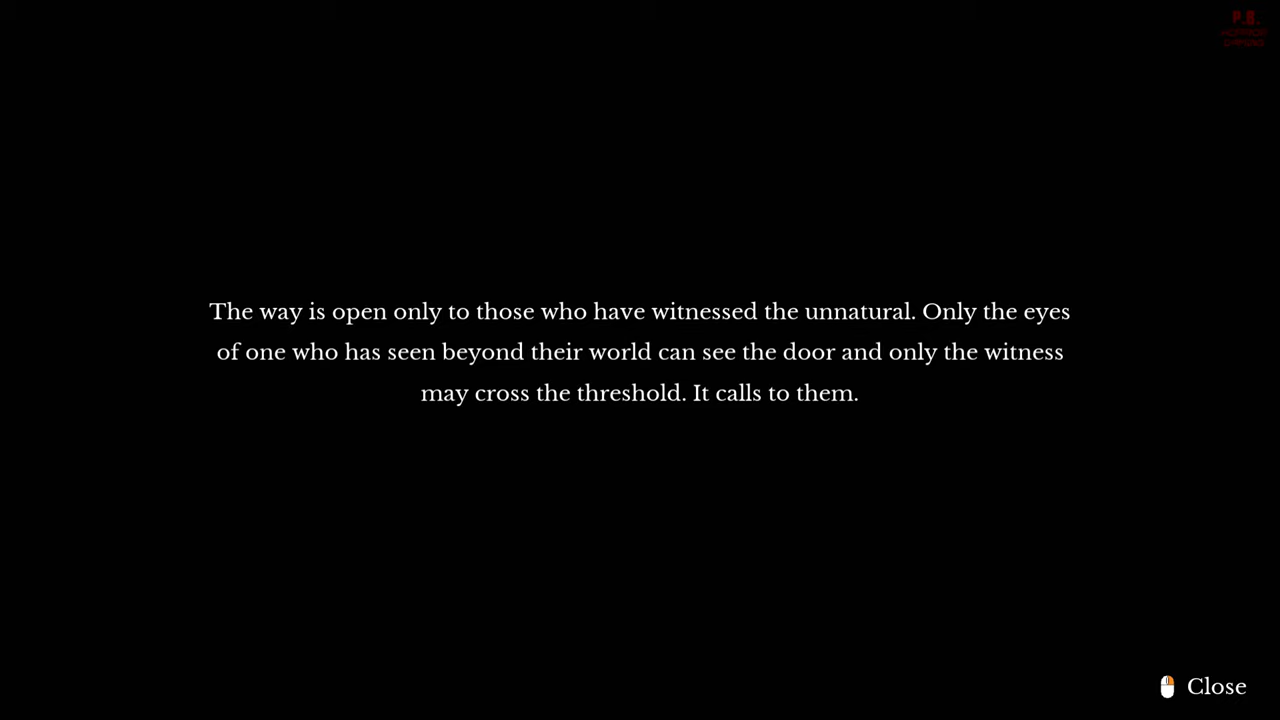 The way is open only to those who have witnessed the unnatural. Only the eyes
of one who has seen beyond their world can see the door and only the witness
may cross the threshold. It calls to them.
Close